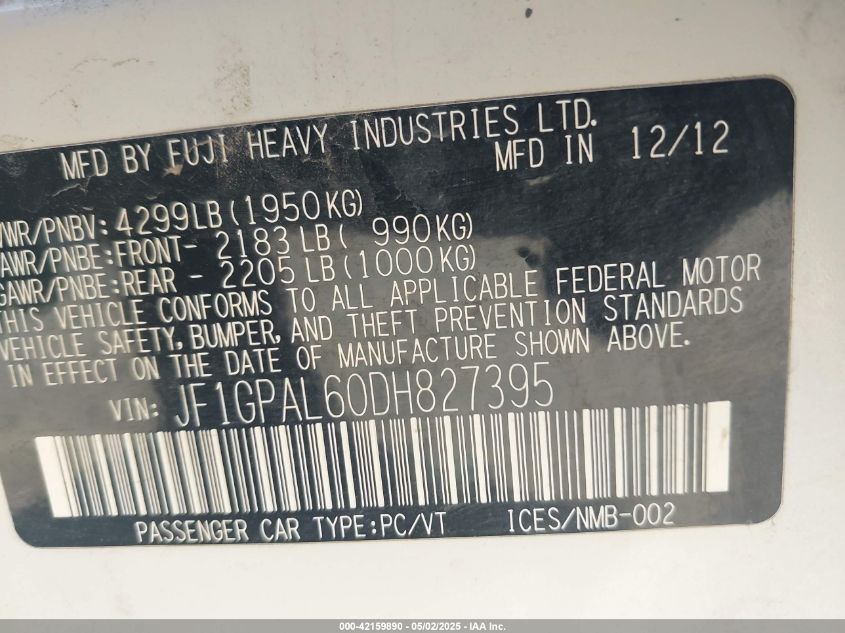 MFD BY FUJI HEAVY INDUSTRIES LTD.
MFD IN 12/12
VWR/PNBV: 4299LB (1950KG)
AWR/PNBE: FRONT- 2183 LB ( 990KG)
GAWR/PNBE: REAR - 2205 LB (1000KG)
THIS VEHICLE CONFORMS TO ALL APPLICABLE FEDERAL MOTOR
VEHICLE SAFETY, BUMPER, AND THEFT PREVENTION STANDARDS
IN EFFECT ON THE DATE OF MANUFACTURE SHOWN ABOVE.
VIN: JF1GPAL60DH827395
PASSENGER CAR TYPE: PC/VT ICES/NMB-002
000-42159890 - 05/02/2025 - IAA Inc.